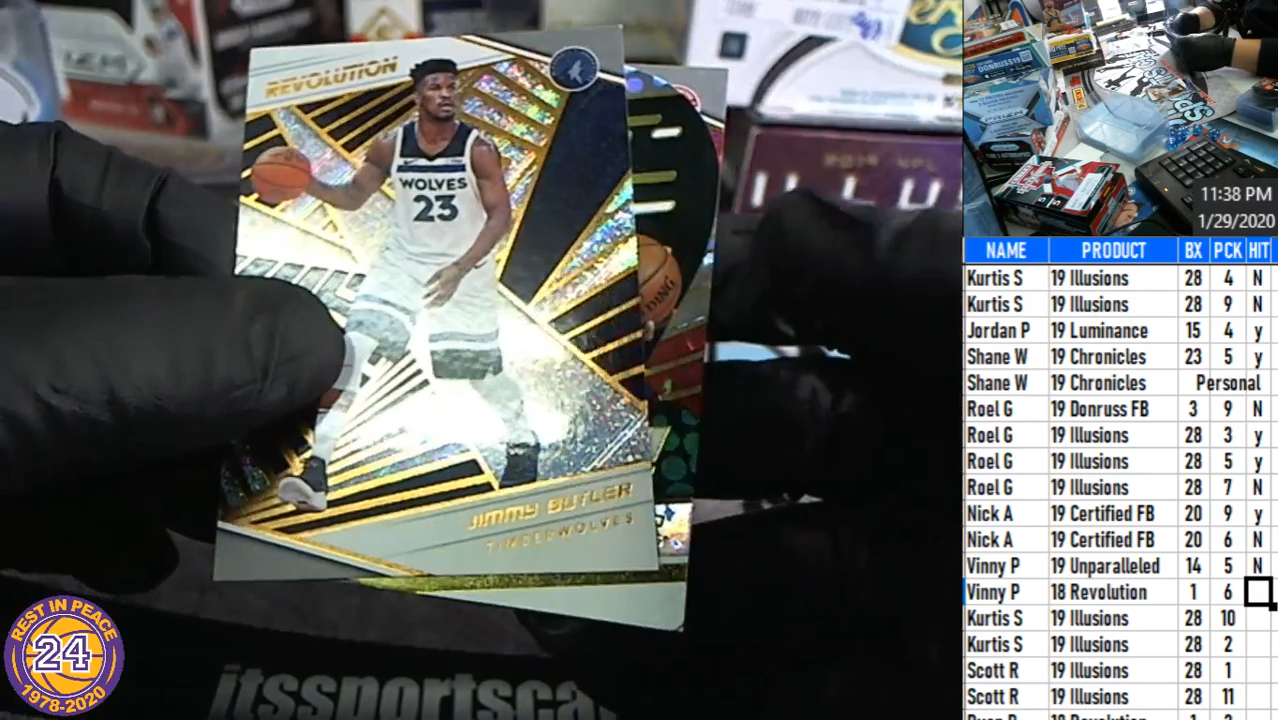 REVOLUTION
WOLVES
23
JIMMY BUTLER
TIMBERWOLVES
ILLU
itssportsca
REST IN PEACE
24
1978-2020
DONRUSS
11:38 PM
1/29/2020
NAME PRODUCT BX PCK HIT
Kurtis S 19 Illusions 28 4 N
Kurtis S 19 Illusions 28 9 N
Jordan P 19 Luminance 15 4 y
Shane W 19 Chronicles 23 5 y
Shane W 19 Chronicles Personal
Roel G 19 Donruss FB 3 9 N
Roel G 19 Illusions 28 3 y
Roel G 19 Illusions 28 5 y
Roel G 19 Illusions 28 7 N
Nick A 19 Certified FB 20 9 y
Nick A 19 Certified FB 20 6 N
Vinny P 19 Unparalleled 14 5 N
Vinny P 18 Revolution 1 6
Kurtis S 19 Illusions 28 10
Kurtis S 19 Illusions 28 2
Scott R 19 Illusions 28 1
Scott R 19 Illusions 28 11